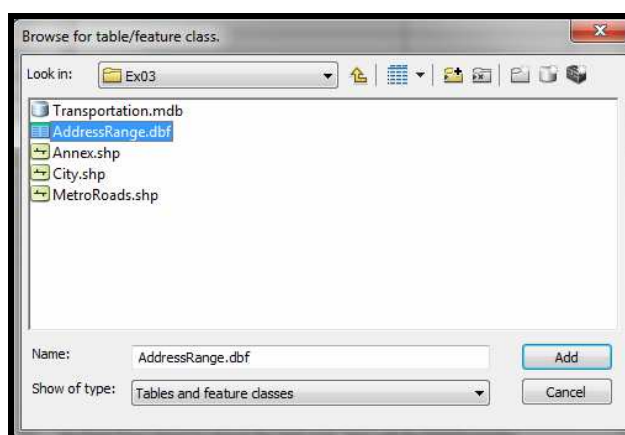 Browse for table/feature class.
Look in: Ex03
Transportation.mdb
AddressRange.dbf
Annex.shp
City.shp
MetroRoads.shp
Name: AddressRange.dbf Add
Show of type: Tables and feature classes Cancel